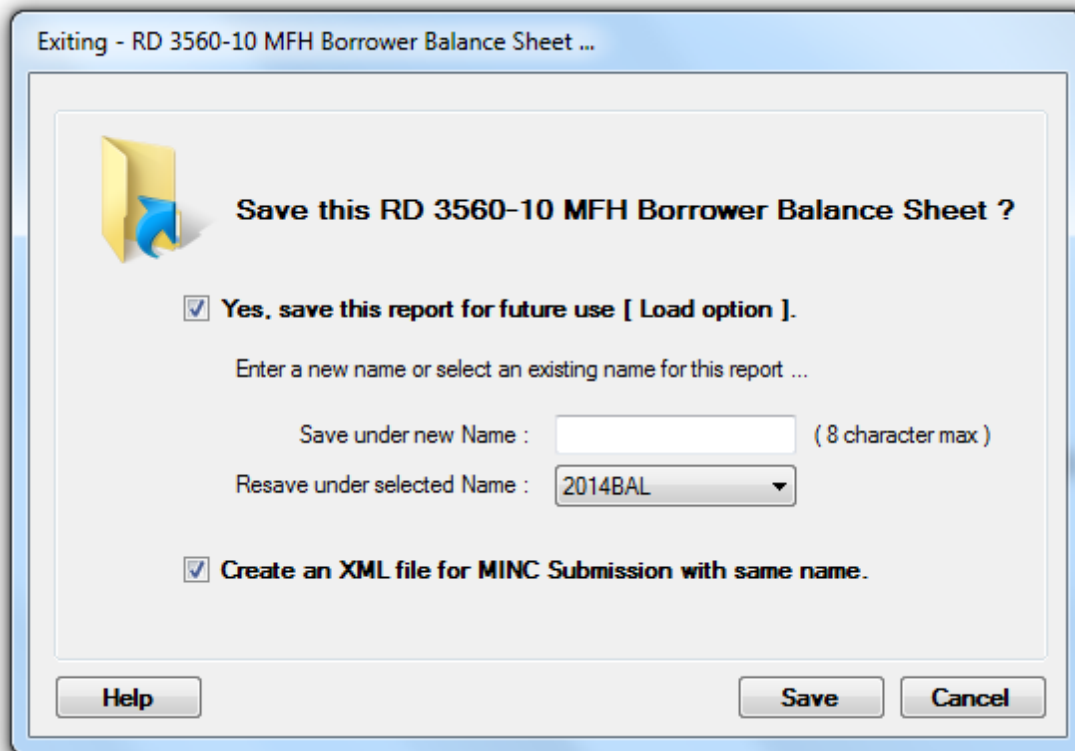 Exiting - RD 3560-10 MFH Borrower Balance Sheet ...
Save this RD 3560-10 MFH Borrower Balance Sheet ?
Yes, save this report for future use [ Load option ].
Enter a new name or select an existing name for this report ...
Save under new Name : ( 8 character max )
Resave under selected Name : 2014BAL
Create an XML file for MINC Submission with same name.
Help Save Cancel